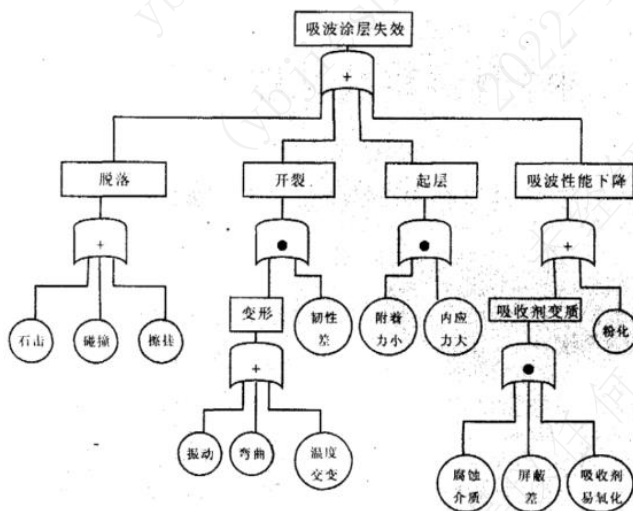 吸波涂层失效
+
脱落
开裂
起层
吸波性能下降
+
●
●
+
石击
碰撞
擦挂
变形
韧性
差
附着
力小
内应
力大
吸收剂变质
粉化
+
●
振动
弯曲
温度
交变
腐蚀
介质
屏蔽
差
吸收剂
易氧化